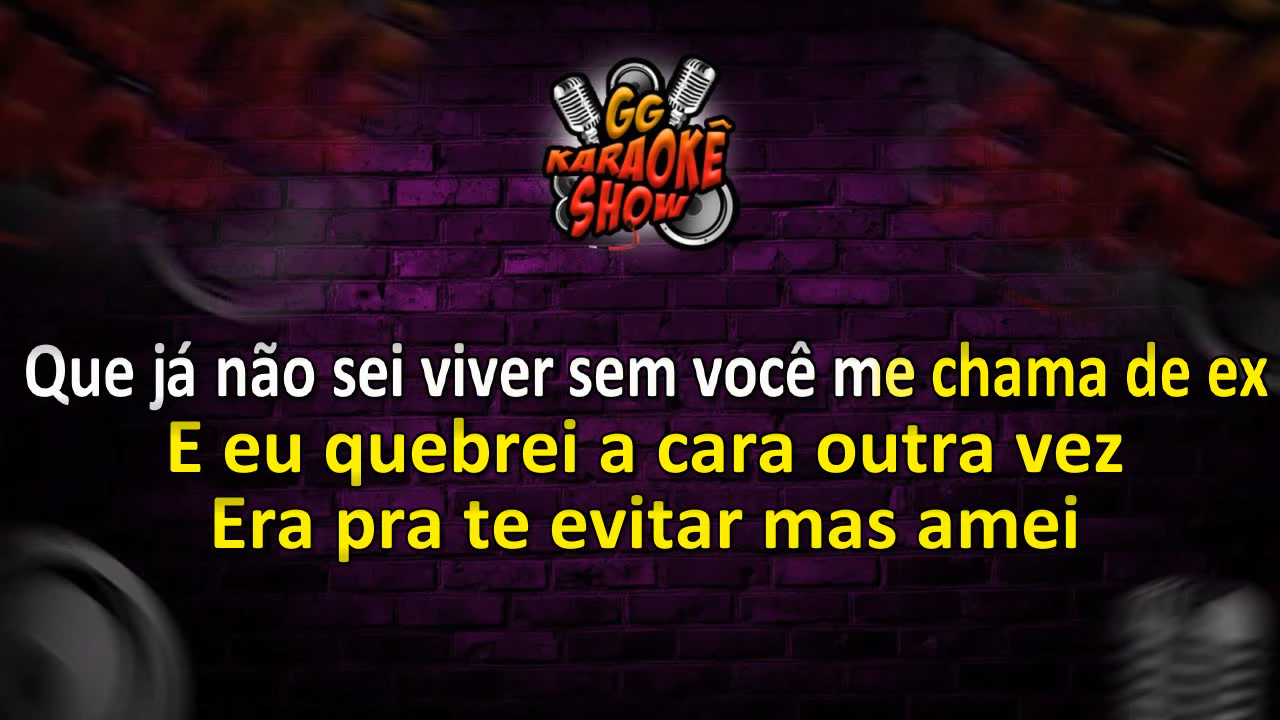 GG
KARAOKÊ
SHOW
Que já não sei viver sem você me chama de ex
E eu quebrei a cara outra vez
Era pra te evitar mas amei